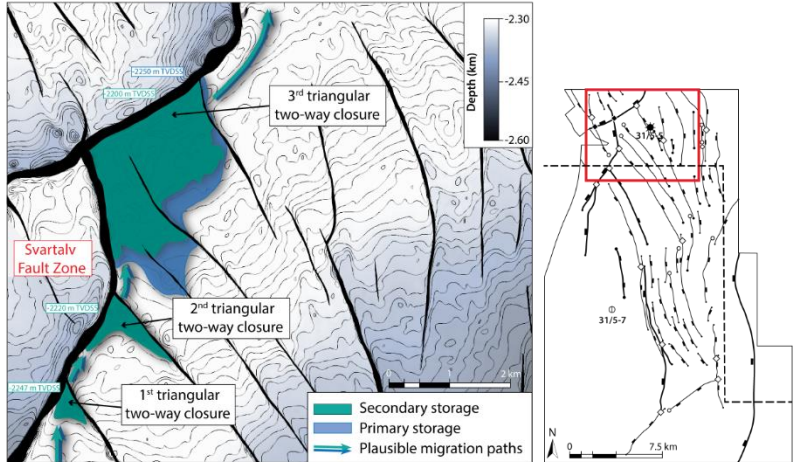 -2250 m TVDSS
-2200 m TVDSS
3rd triangular
two-way closure
Depth (km)
-2.30
-2.45
-2.60
Svartalv
Fault Zone
-2220 m TVDSS
2nd triangular
two-way closure
-2247 m TVDSS
1st triangular
two-way closure
0 1 2 km
Secondary storage
Primary storage
Plausible migration paths
31/5-5
31/5-7
N
0 7.5 km